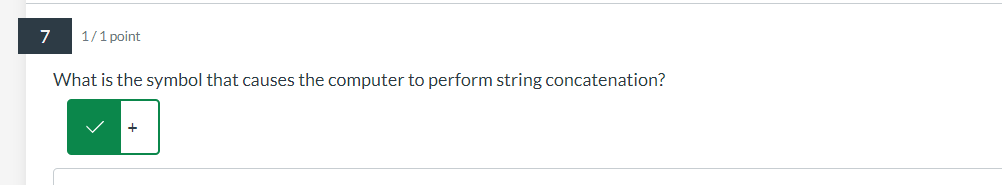 7
1 / 1 point
What is the symbol that causes the computer to perform string concatenation?
+